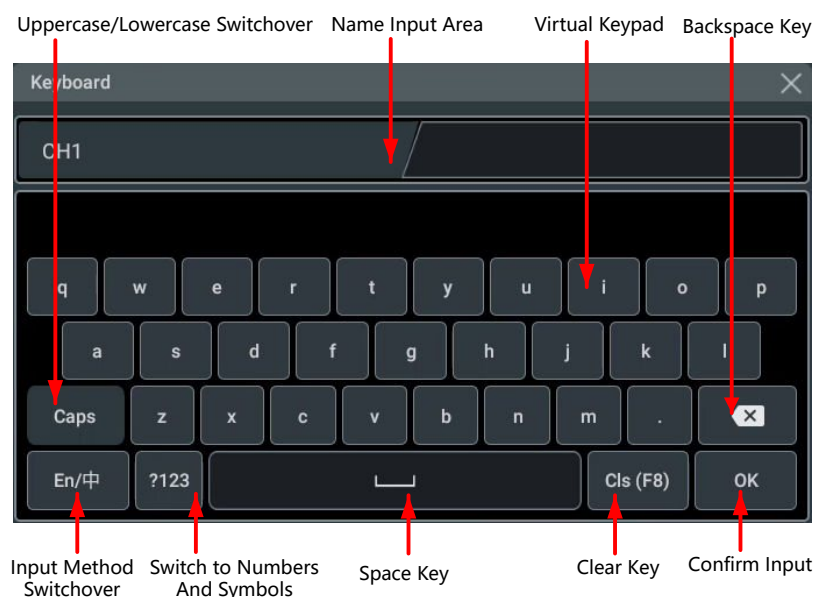 Uppercase/Lowercase Switchover Name Input Area Virtual Keypad Backspace Key
Keyboard
CH1
q w e r t y u i o p
a s d f g h j k l
Caps z x c v b n m .
En/中 ?123 Cls (F8) OK
Input Method Switchover
Switch to Numbers And Symbols
Space Key
Clear Key
Confirm Input